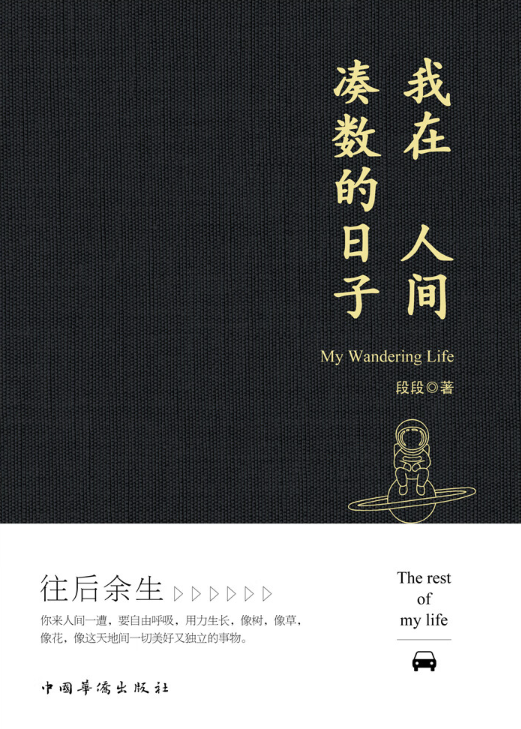 我在 人间
凑数的日子
My Wandering Life
段段◎著
往后余生▷▷▷▷▷▷
你来人间一遭，要自由呼吸，用力生长，像树，像草，
像花，像这天地间一切美好又独立的事物。
中國華僑出版社
The rest
of
my life